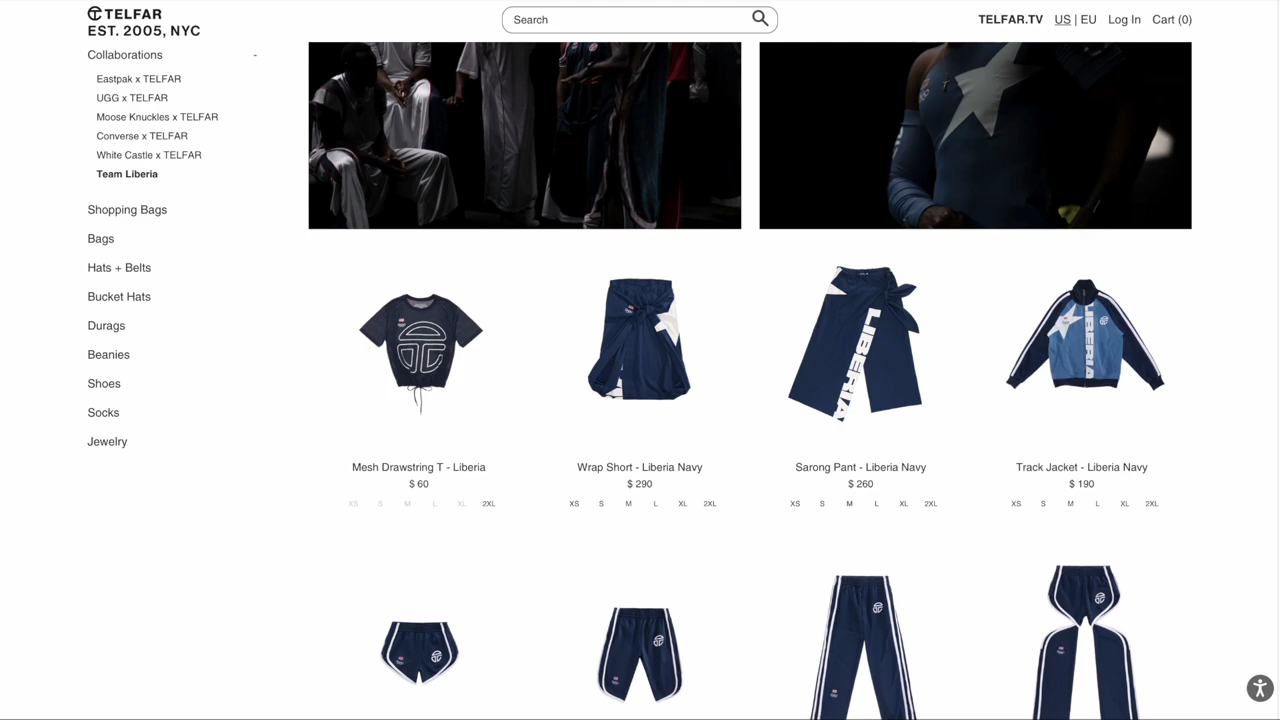 TELFAR
EST. 2005, NYC
Search
TELFAR.TV US | EU Log In Cart (0)
Collaborations -
Eastpak x TELFAR
UGG x TELFAR
Moose Knuckles x TELFAR
Converse x TELFAR
White Castle x TELFAR
Team Liberia
Shopping Bags
Bags
Hats + Belts
Bucket Hats
Durags
Beanies
Shoes
Socks
Jewelry
LIBERIA
LIBERIA
Mesh Drawstring T - Liberia
$ 60
XS S M L XL 2XL
Wrap Short - Liberia Navy
$ 290
XS S M L XL 2XL
Sarong Pant - Liberia Navy
$ 260
XS S M L XL 2XL
Track Jacket - Liberia Navy
$ 190
XS S M L XL 2XL